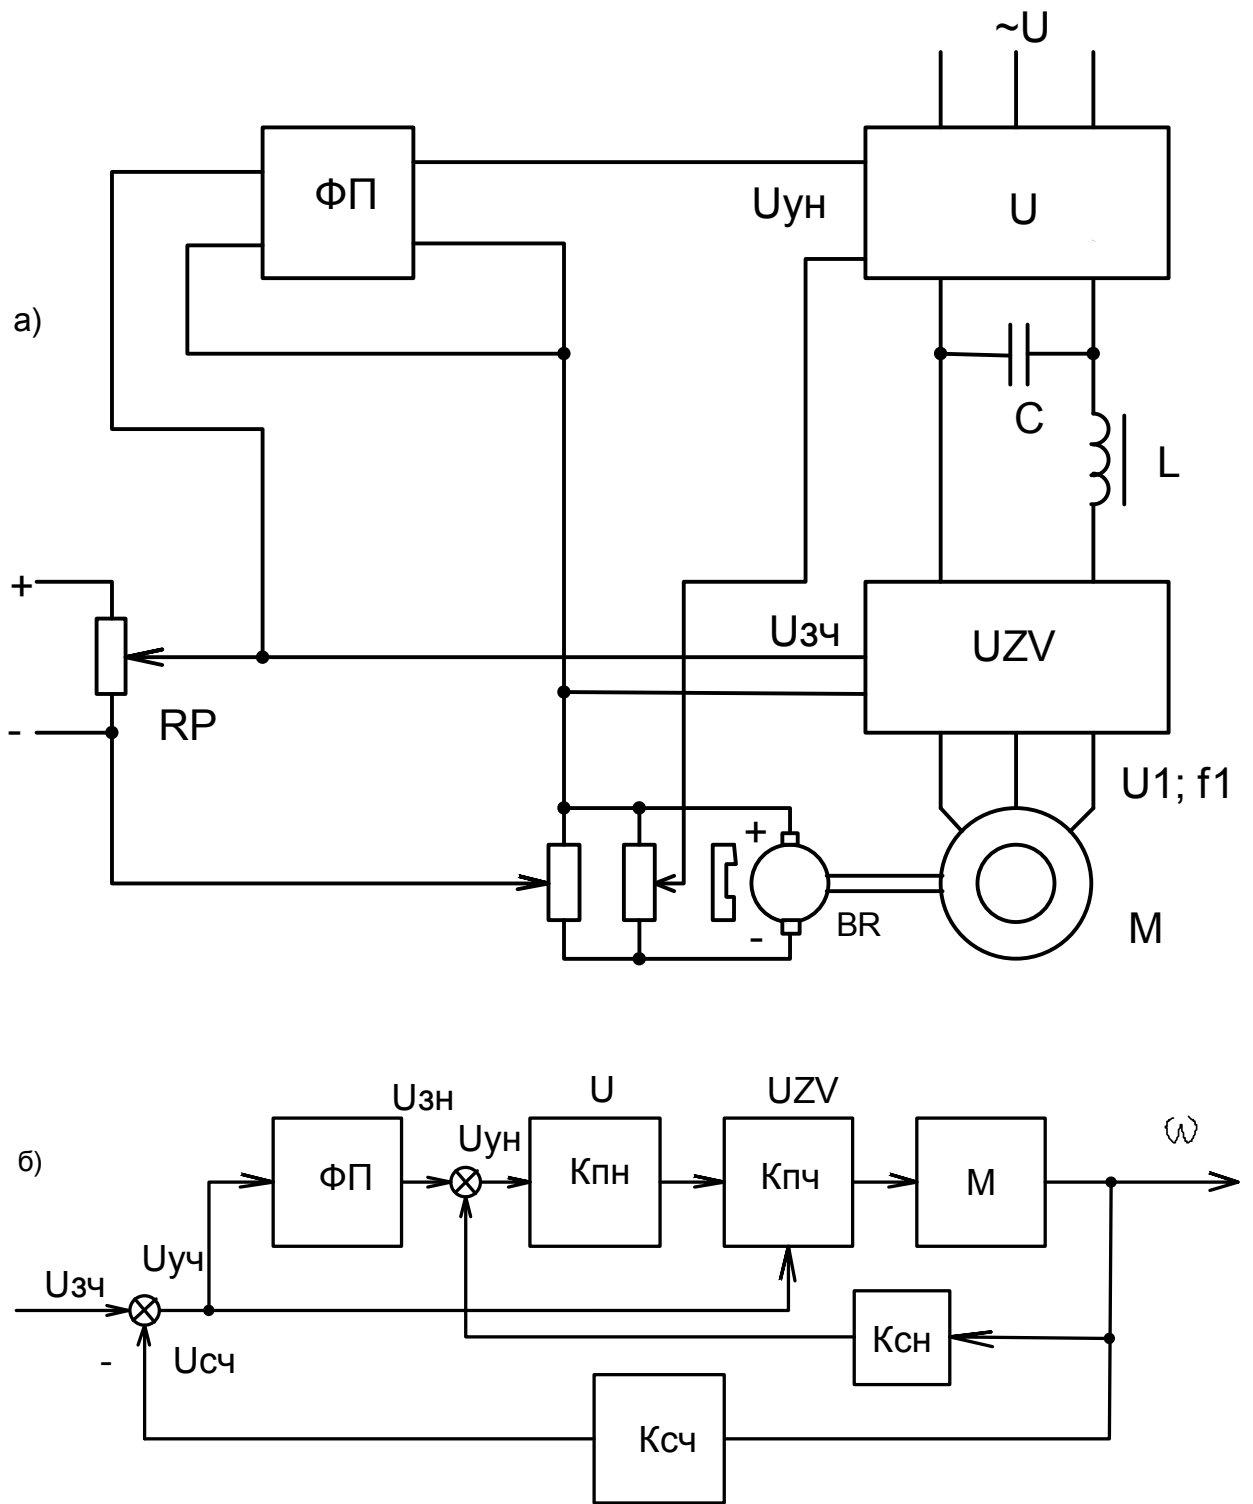 ~U
ФП
Uун
U
а)
C
L
+
Uзч
UZV
-
RP
U1; f1
+
-
BR
M
Uзн
U
UZV
ω
б)
Uун
ФП
Кпн
Кпч
М
Uуч
Uзч
Ксн
-
Uсч
Ксч